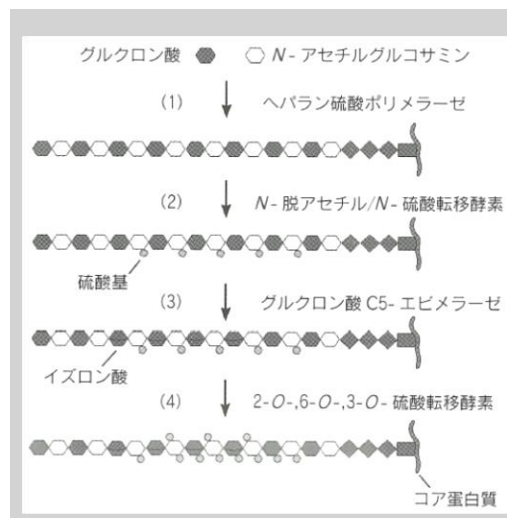 グルクロン酸 N-アセチルグルコサミン
(1) ヘパラン硫酸ポリメラーゼ
(2) N-脱アセチル/N-硫酸転移酵素
硫酸基
(3) グルクロン酸 C5-エピメラーゼ
イズロン酸
(4) 2-O-,6-O-,3-O-硫酸転移酵素
コア蛋白質